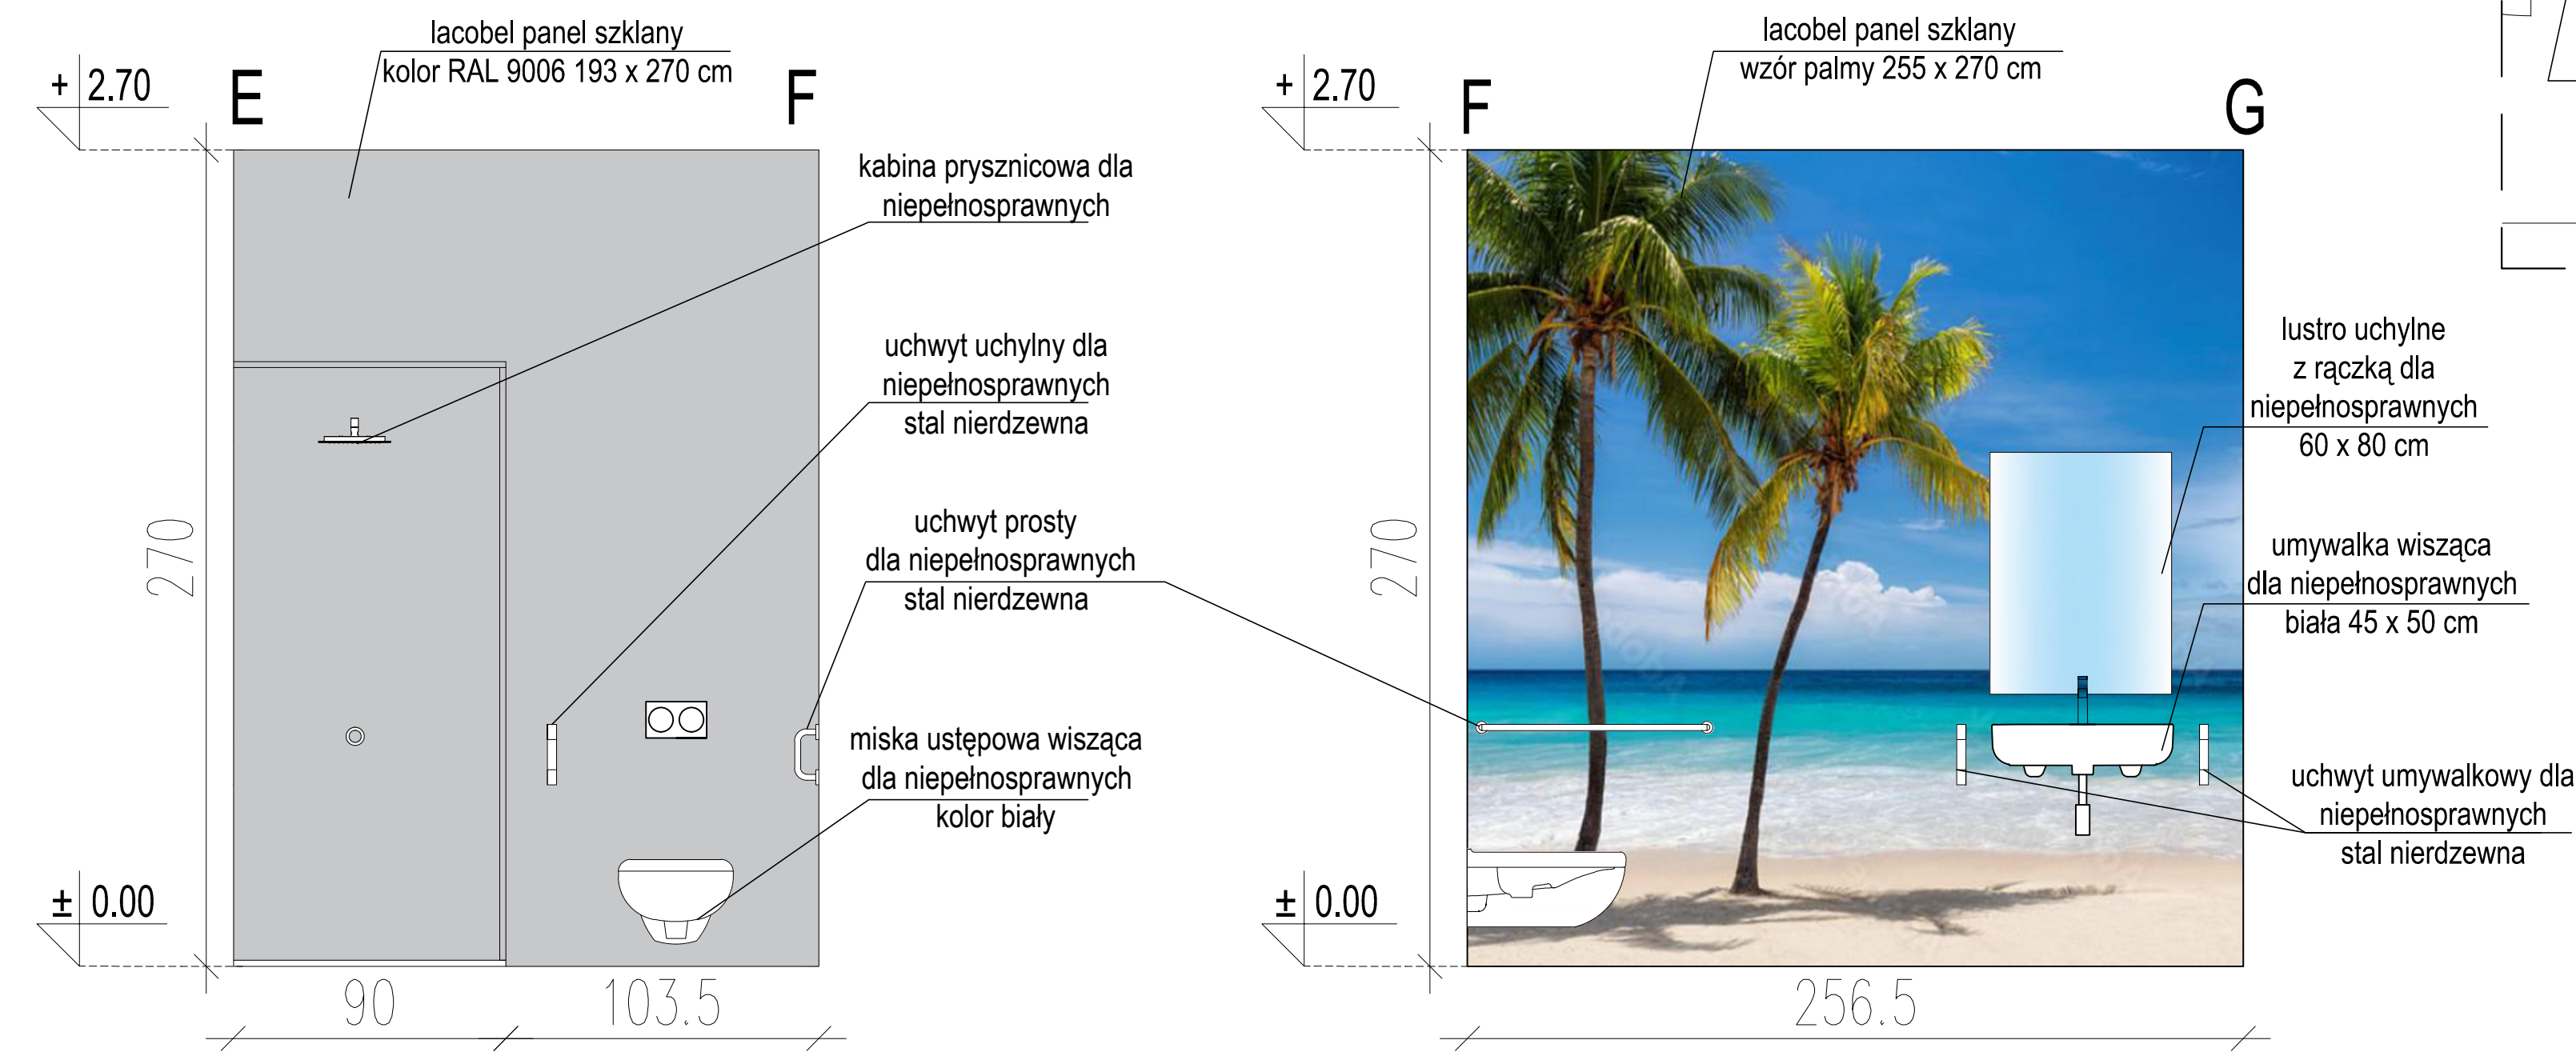 lacobel panel szklany
kolor RAL 9006 193 x 270 cm
+ 2.70
E
F
kabina prysznicowa dla
niepełnosprawnych
uchwyt uchylny dla
niepełnosprawnych
stal nierdzewna
uchwyt prosty
dla niepełnosprawnych
stal nierdzewna
miska ustępowa wisząca
dla niepełnosprawnych
kolor biały
270
± 0.00
90
103.5
lacobel panel szklany
wzór palmy 255 x 270 cm
+ 2.70
F
G
lustro uchylne
z rączką dla
niepełnosprawnych
60 x 80 cm
umywalka wisząca
dla niepełnosprawnych
biała 45 x 50 cm
uchwyt umywalkowy dla
niepełnosprawnych
stal nierdzewna
270
± 0.00
256.5